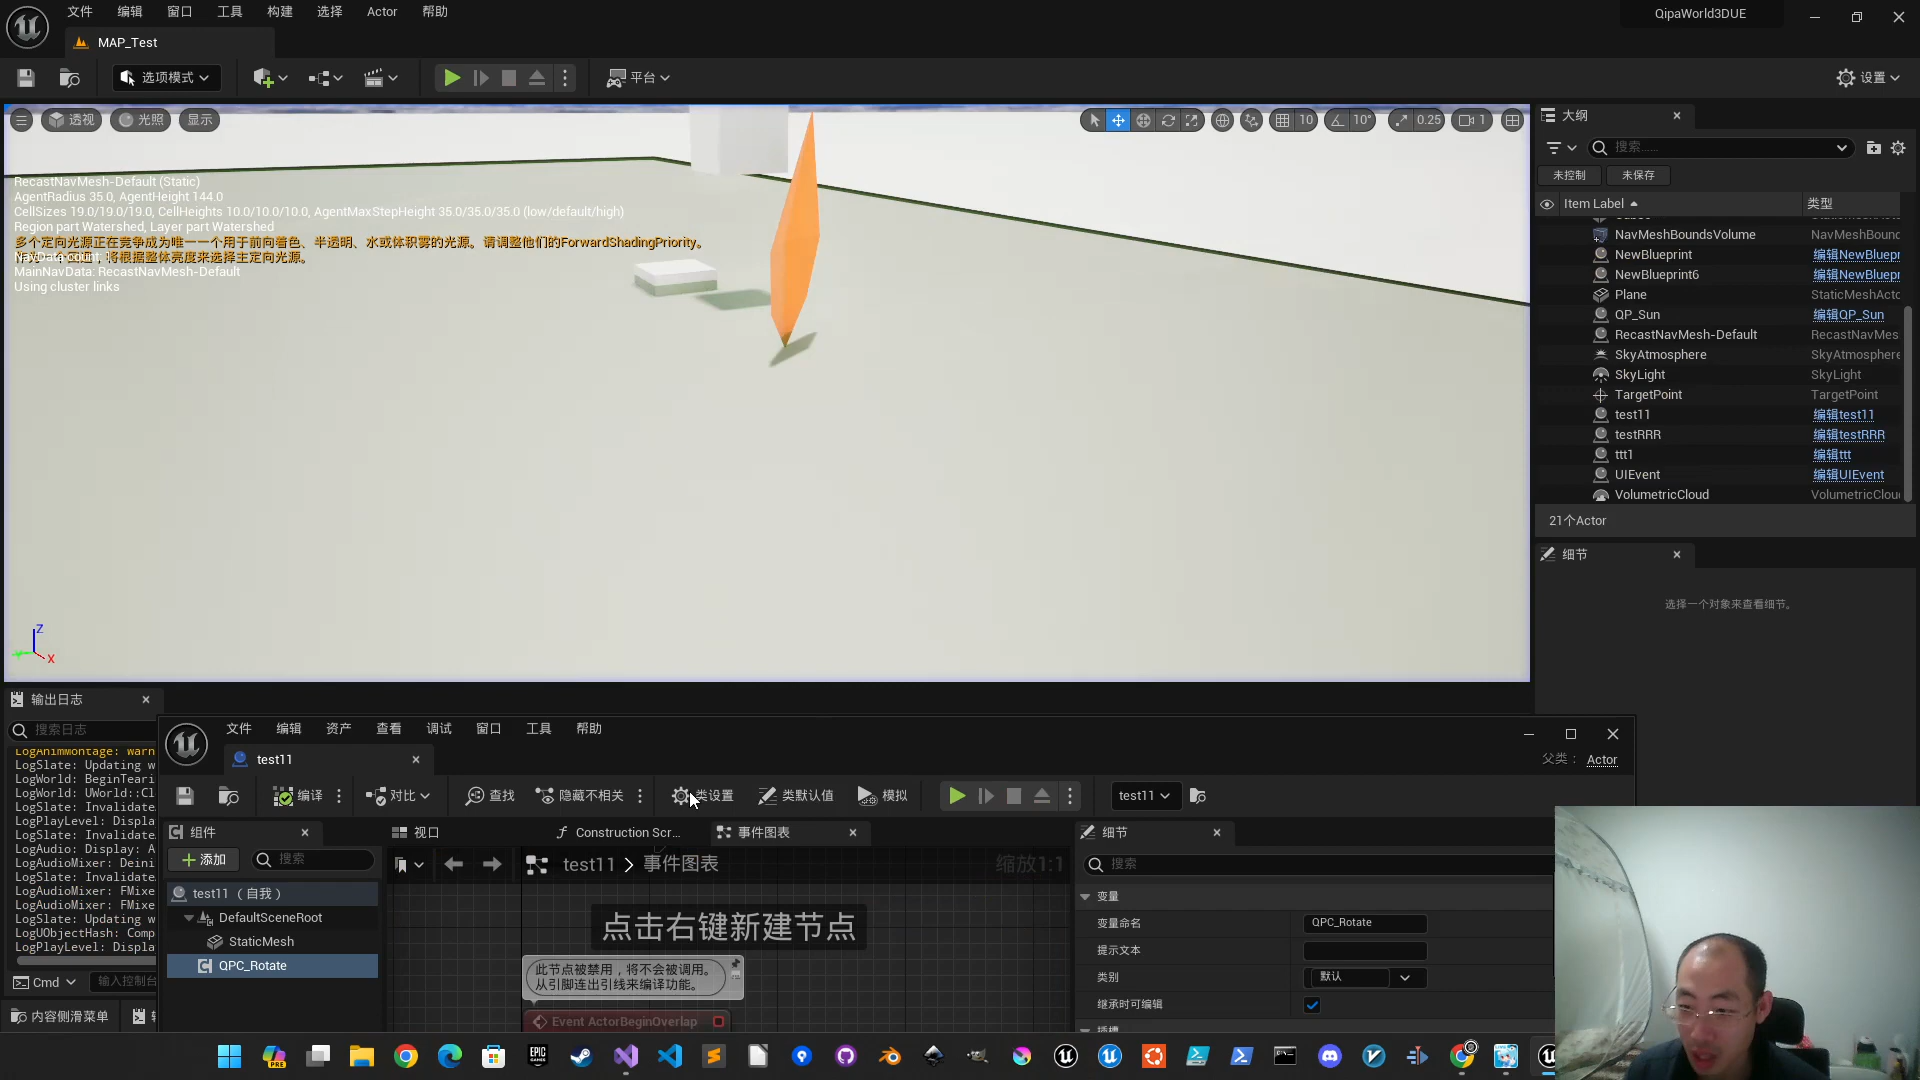 文件 编辑 窗口 工具 构建 选择 Actor 帮助
QipaWorld3DUE
MAP_Test
选项模式
平台
设置
透视 光照 显示
10 10° 0.25 1
RecastNavMesh-Default (Static)
AgentRadius 35.0, AgentHeight 144.0
CellSizes 19.0/19.0/19.0, CellHeights 10.0/10.0/10.0, AgentMaxStepHeight 35.0/35.0/35.0 (low/default/high)
Region part Watershed, Layer part Watershed
多个定向光源正在竞争成为唯一一个用于前向着色、半透明、水或体积雾的光源。请调整他们的ForwardShadingPriority。
将根据整体亮度来选择主定向光源。
NavData count:
MainNavData: RecastNavMesh-Default
Using cluster links
Z
X
大纲
搜索......
未控制 未保存
Item Label 类型
NavMeshBoundsVolume NavMeshBound
NewBlueprint 编辑NewBluepr
NewBlueprint6 编辑NewBluepr
Plane StaticMeshActo
QP_Sun 编辑QP_Sun
RecastNavMesh-Default RecastNavMes
SkyAtmosphere SkyAtmosphere
SkyLight SkyLight
TargetPoint TargetPoint
test11 编辑test11
testRRR 编辑testRRR
ttt1 编辑ttt
UIEvent 编辑UIEvent
VolumetricCloud VolumetricClou
21个Actor
细节
选择一个对象来查看细节。
输出日志
搜索日志
LogAnimMontage: Warn
LogSlate: Updating w
LogWorld: BeginTeari
LogWorld: UWorld::Cl
LogSlate: Invalidate
LogPlayLevel: Displa
LogSlate: Invalidate
LogAudio: Display: A
LogAudioMixer: Deini
LogSlate: Invalidate
LogAudioMixer: FMixe
LogAudioMixer: FMixe
LogSlate: Updating w
LogUObjectHash: Comp
LogPlayLevel: Displa
Cmd 输入控制台
内容侧滑菜单
文件 编辑 资产 查看 调试 窗口 工具 帮助
test11
父类： Actor
编译 对比 查找 隐藏不相关 类设置 类默认值 模拟 test11
组件
添加 搜索
test11 （自我）
DefaultSceneRoot
StaticMesh
QPC_Rotate
视口 Construction Scr... 事件图表
test11 > 事件图表 缩放1:1
点击右键新建节点
此节点被禁用，将不会被调用。
从引脚连出引线来编译功能。
Event ActorBeginOverlap
细节
搜索
变量
变量命名 QPC_Rotate
提示文本
类别 默认
继承时可编辑